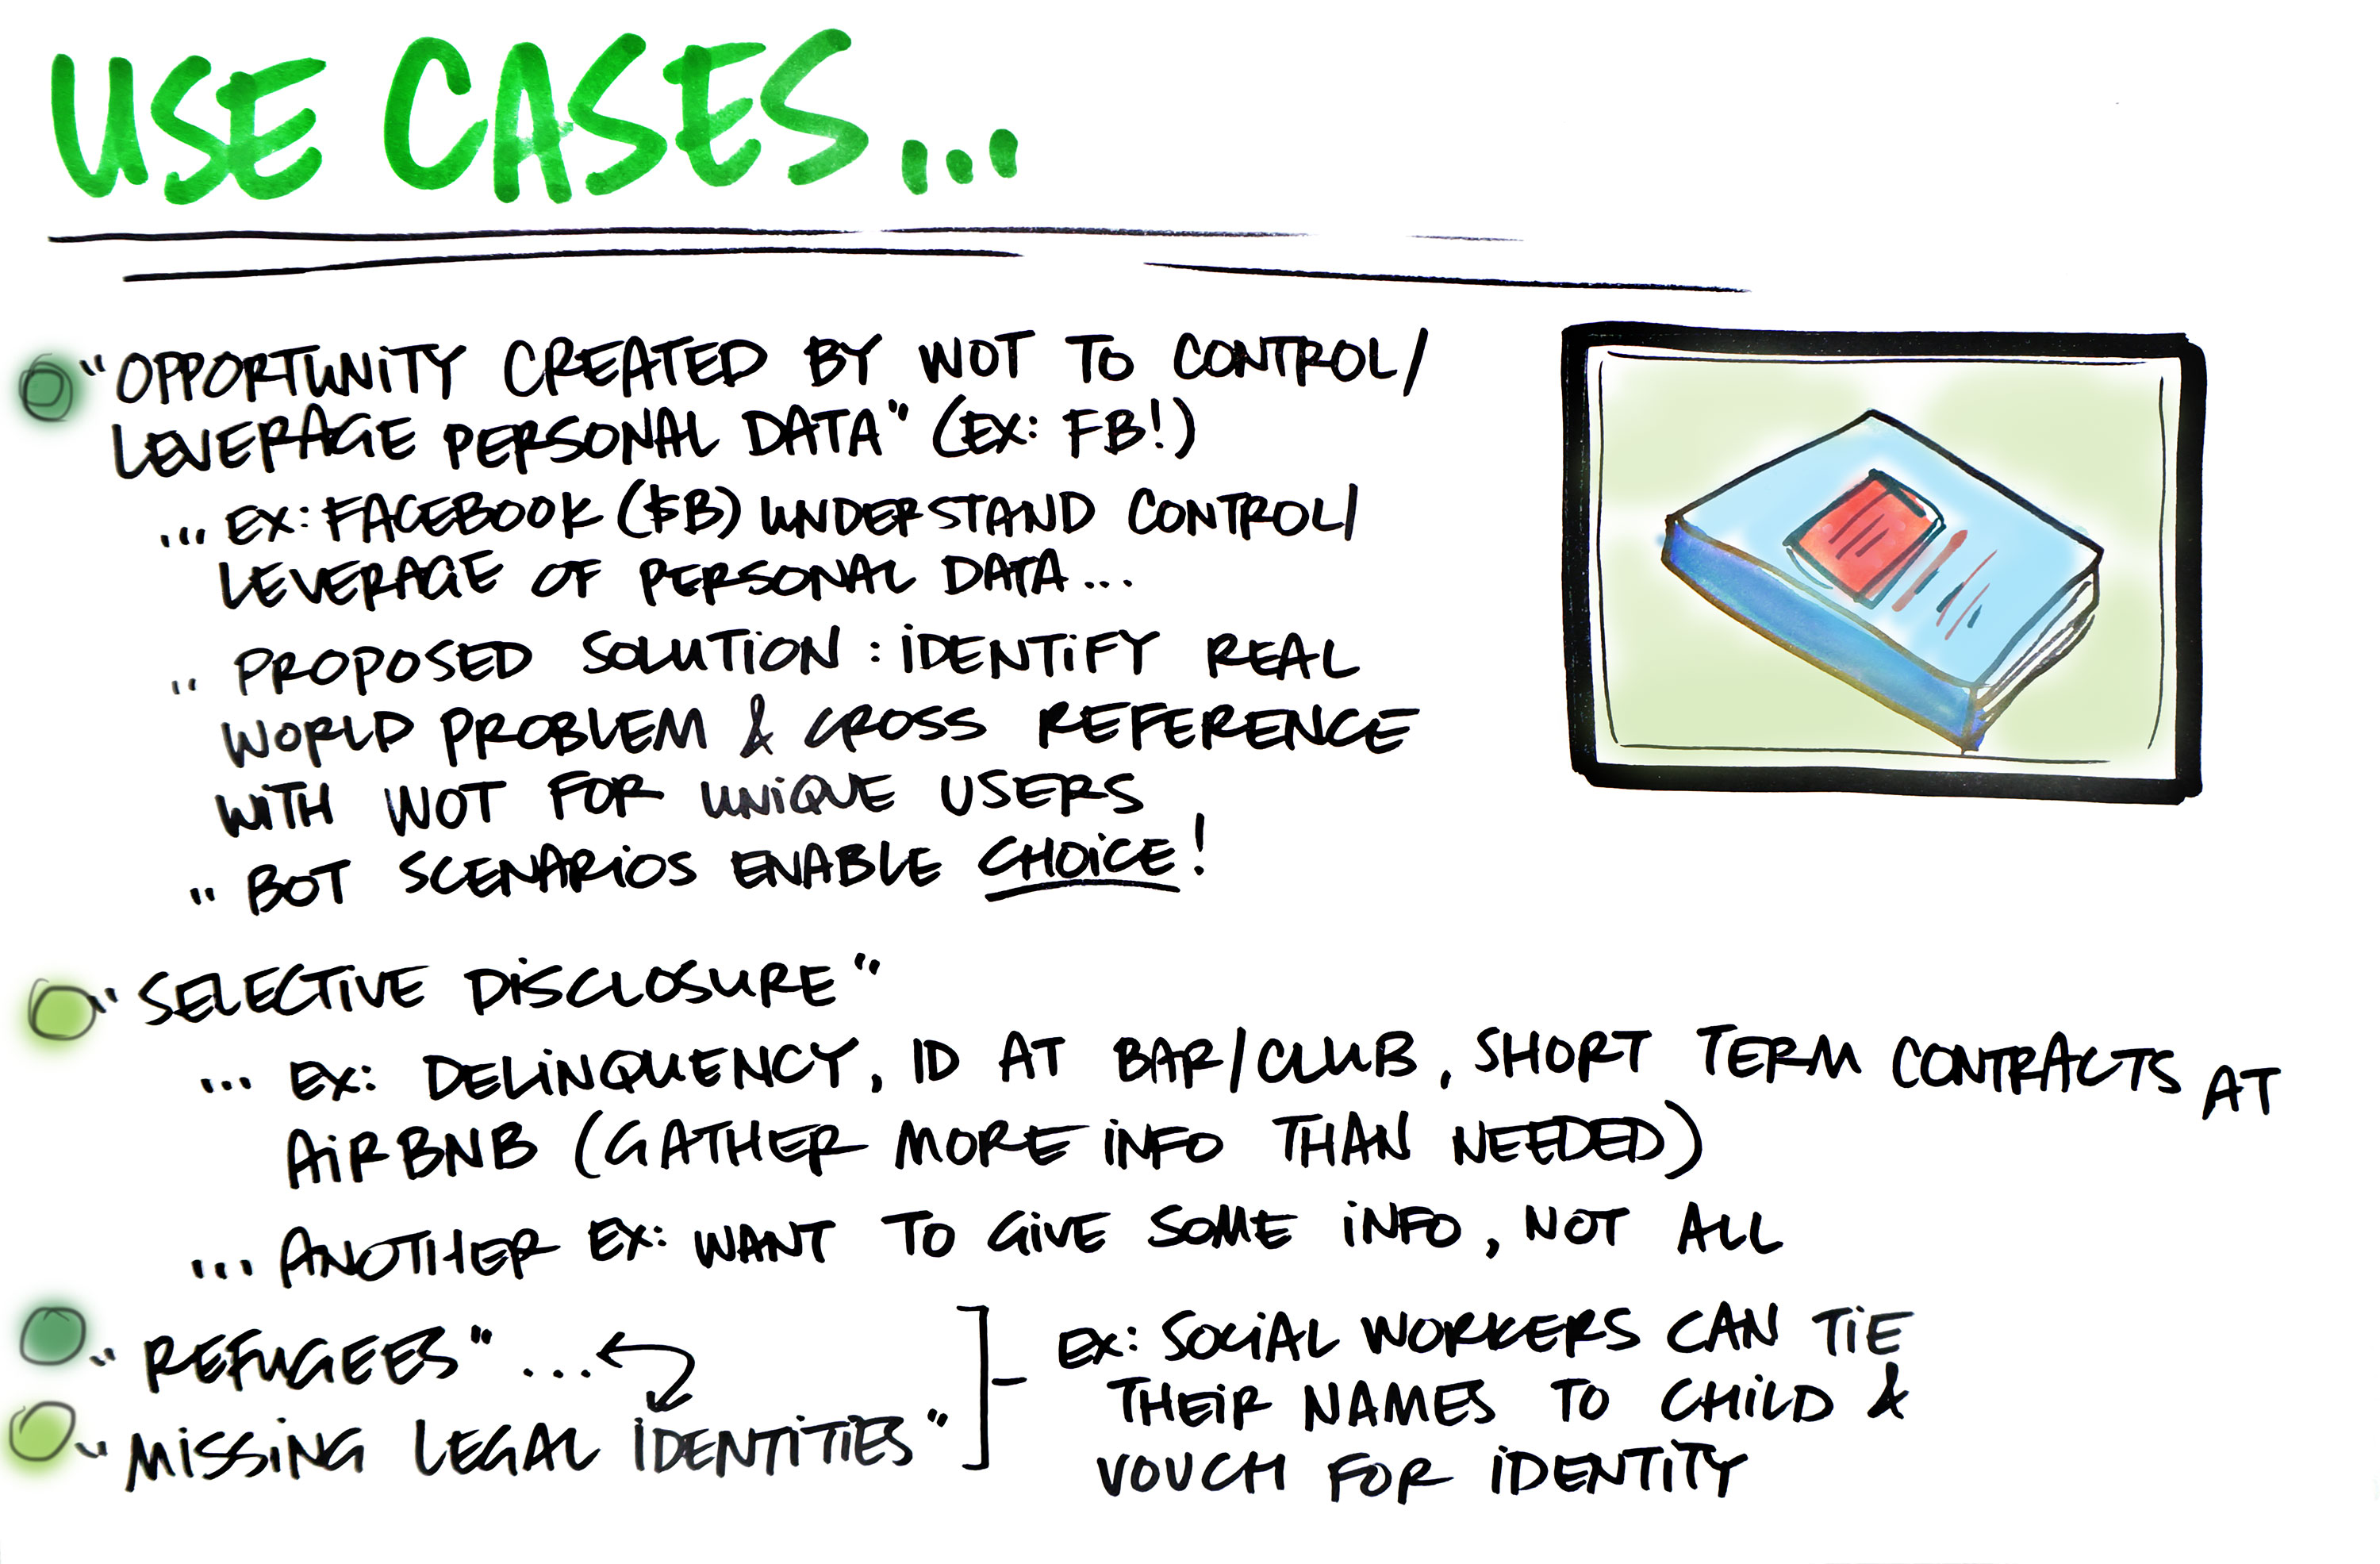 USE CASES...
"OPPORTUNITY CREATED BY WOT TO CONTROL/
LEVERAGE PERSONAL DATA" (EX: FB!)
... EX: FACEBOOK ($B) UNDERSTAND CONTROL/
LEVERAGE OF PERSONAL DATA...
.. PROPOSED SOLUTION: IDENTIFY REAL
WORLD PROBLEM & CROSS REFERENCE
WITH WOT FOR UNIQUE USERS
.. BOT SCENARIOS ENABLE CHOICE!
"SELECTIVE DISCLOSURE"
... EX: DELINQUENCY, ID AT BAR/CLUB, SHORT TERM CONTRACTS AT
AIRBNB (GATHER MORE INFO THAN NEEDED)
... ANOTHER EX: WANT TO GIVE SOME INFO, NOT ALL
"REFUGEES"...
"MISSING LEGAL IDENTITIES"
EX: SOCIAL WORKERS CAN TIE
THEIR NAMES TO CHILD &
VOUCH FOR IDENTITY